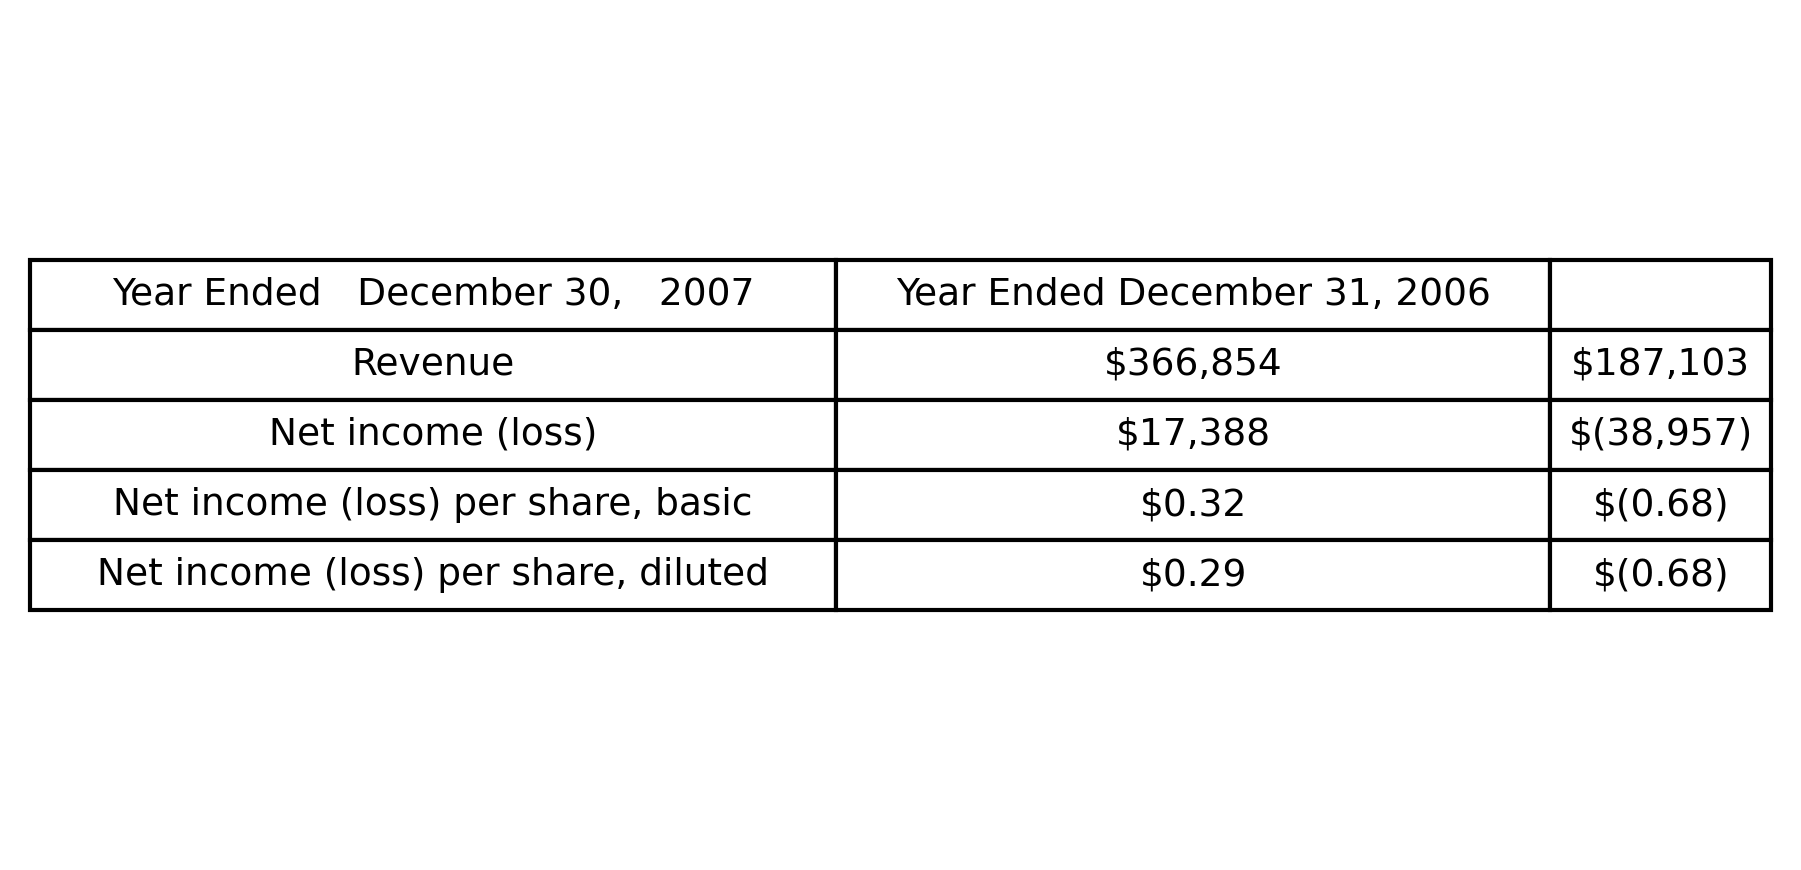 Year Ended   December 30,   2007 Year Ended December 31, 2006
Revenue $366,854 $187,103
Net income (loss) $17,388 $(38,957)
Net income (loss) per share, basic $0.32 $(0.68)
Net income (loss) per share, diluted $0.29 $(0.68)